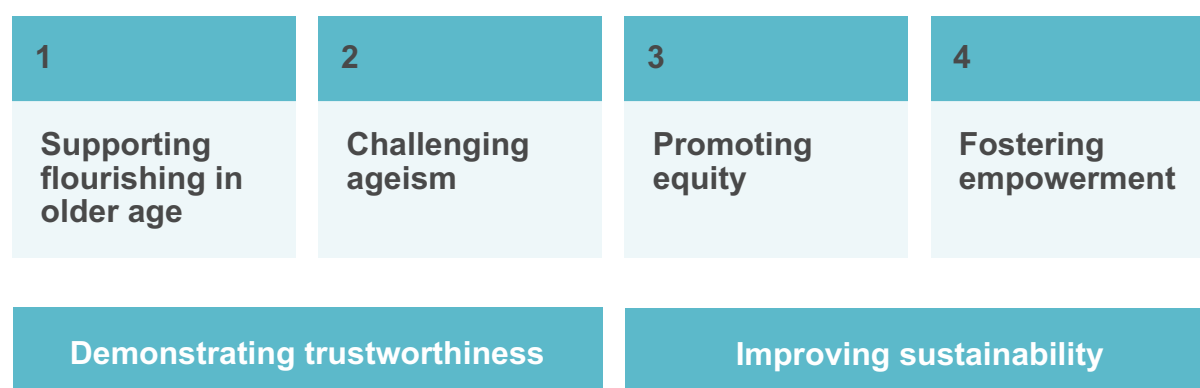 1
Supporting
flourishing in
older age
2
Challenging
ageism
3
Promoting
equity
4
Fostering
empowerment
Demonstrating trustworthiness
Improving sustainability